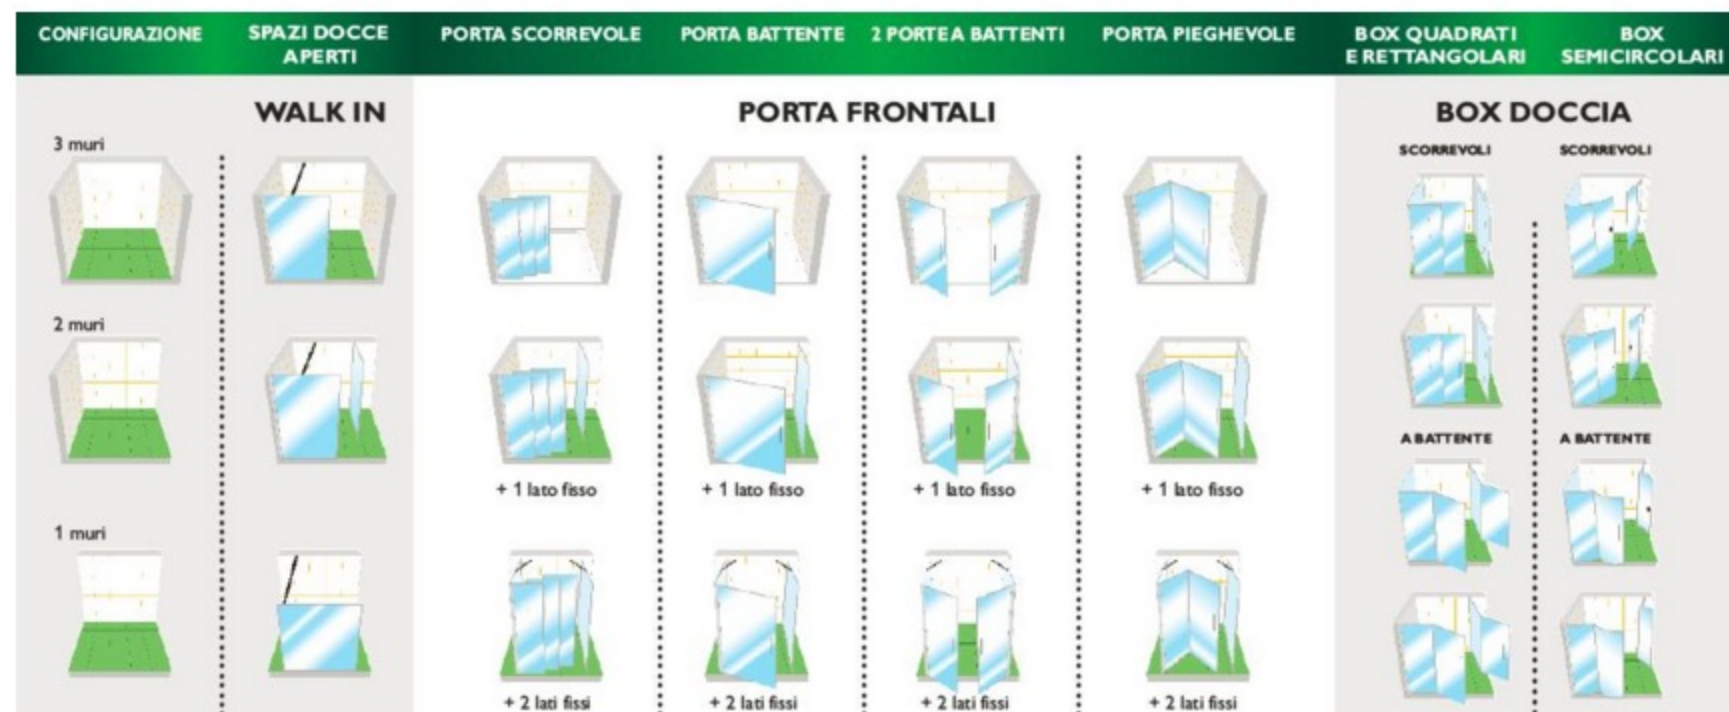 CONFIGURAZIONE
SPAZI DOCCE
APERTI
PORTA SCORREVOLE
PORTA BATTENTE
2 PORTE A BATTENTI
PORTA PIEGHEVOLE
BOX QUADRATI
E RETTANGOLARI
BOX
SEMICIRCOLARI
WALK IN
PORTA FRONTALI
BOX DOCCIA
3 muri
SCORREVOLI
SCORREVOLI
2 muri
A BATTENTE
A BATTENTE
+ 1 lato fisso
+ 1 lato fisso
+ 1 lato fisso
+ 1 lato fisso
1 muri
+ 2 lati fissi
+ 2 lati fissi
+ 2 lati fissi
+ 2 lati fissi